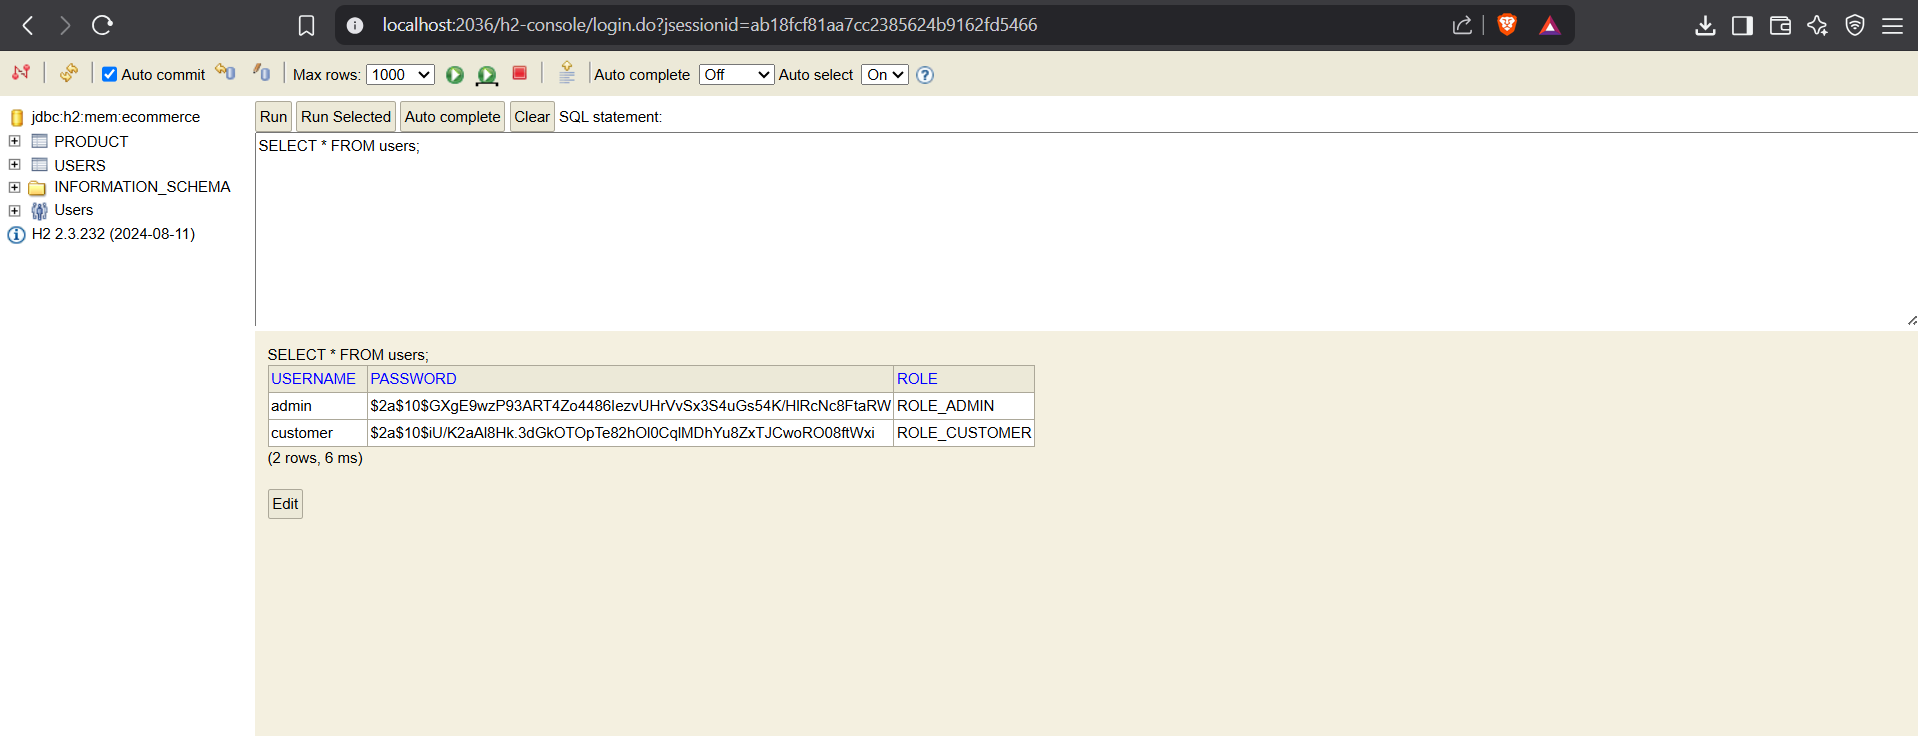 localhost:2036/h2-console/login.do?jsessionid=ab18fcf81aa7cc2385624b9162fd5466
Auto commit Max rows: 1000 Auto complete Off Auto select On
jdbc:h2:mem:ecommerce
PRODUCT
USERS
INFORMATION_SCHEMA
Users
H2 2.3.232 (2024-08-11)
Run Run Selected Auto complete Clear SQL statement:
SELECT * FROM users;
SELECT * FROM users;
USERNAME PASSWORD ROLE
admin $2a$10$GXgE9wzP93ART4Zo4486IezvUHrVvSx3S4uGs54K/HIRcNc8FtaRW ROLE_ADMIN
customer $2a$10$iU/K2aAl8Hk.3dGkOTOpTe82hOl0CqlMDhYu8ZxTJCwoRO08ftWxi ROLE_CUSTOMER
(2 rows, 6 ms)
Edit